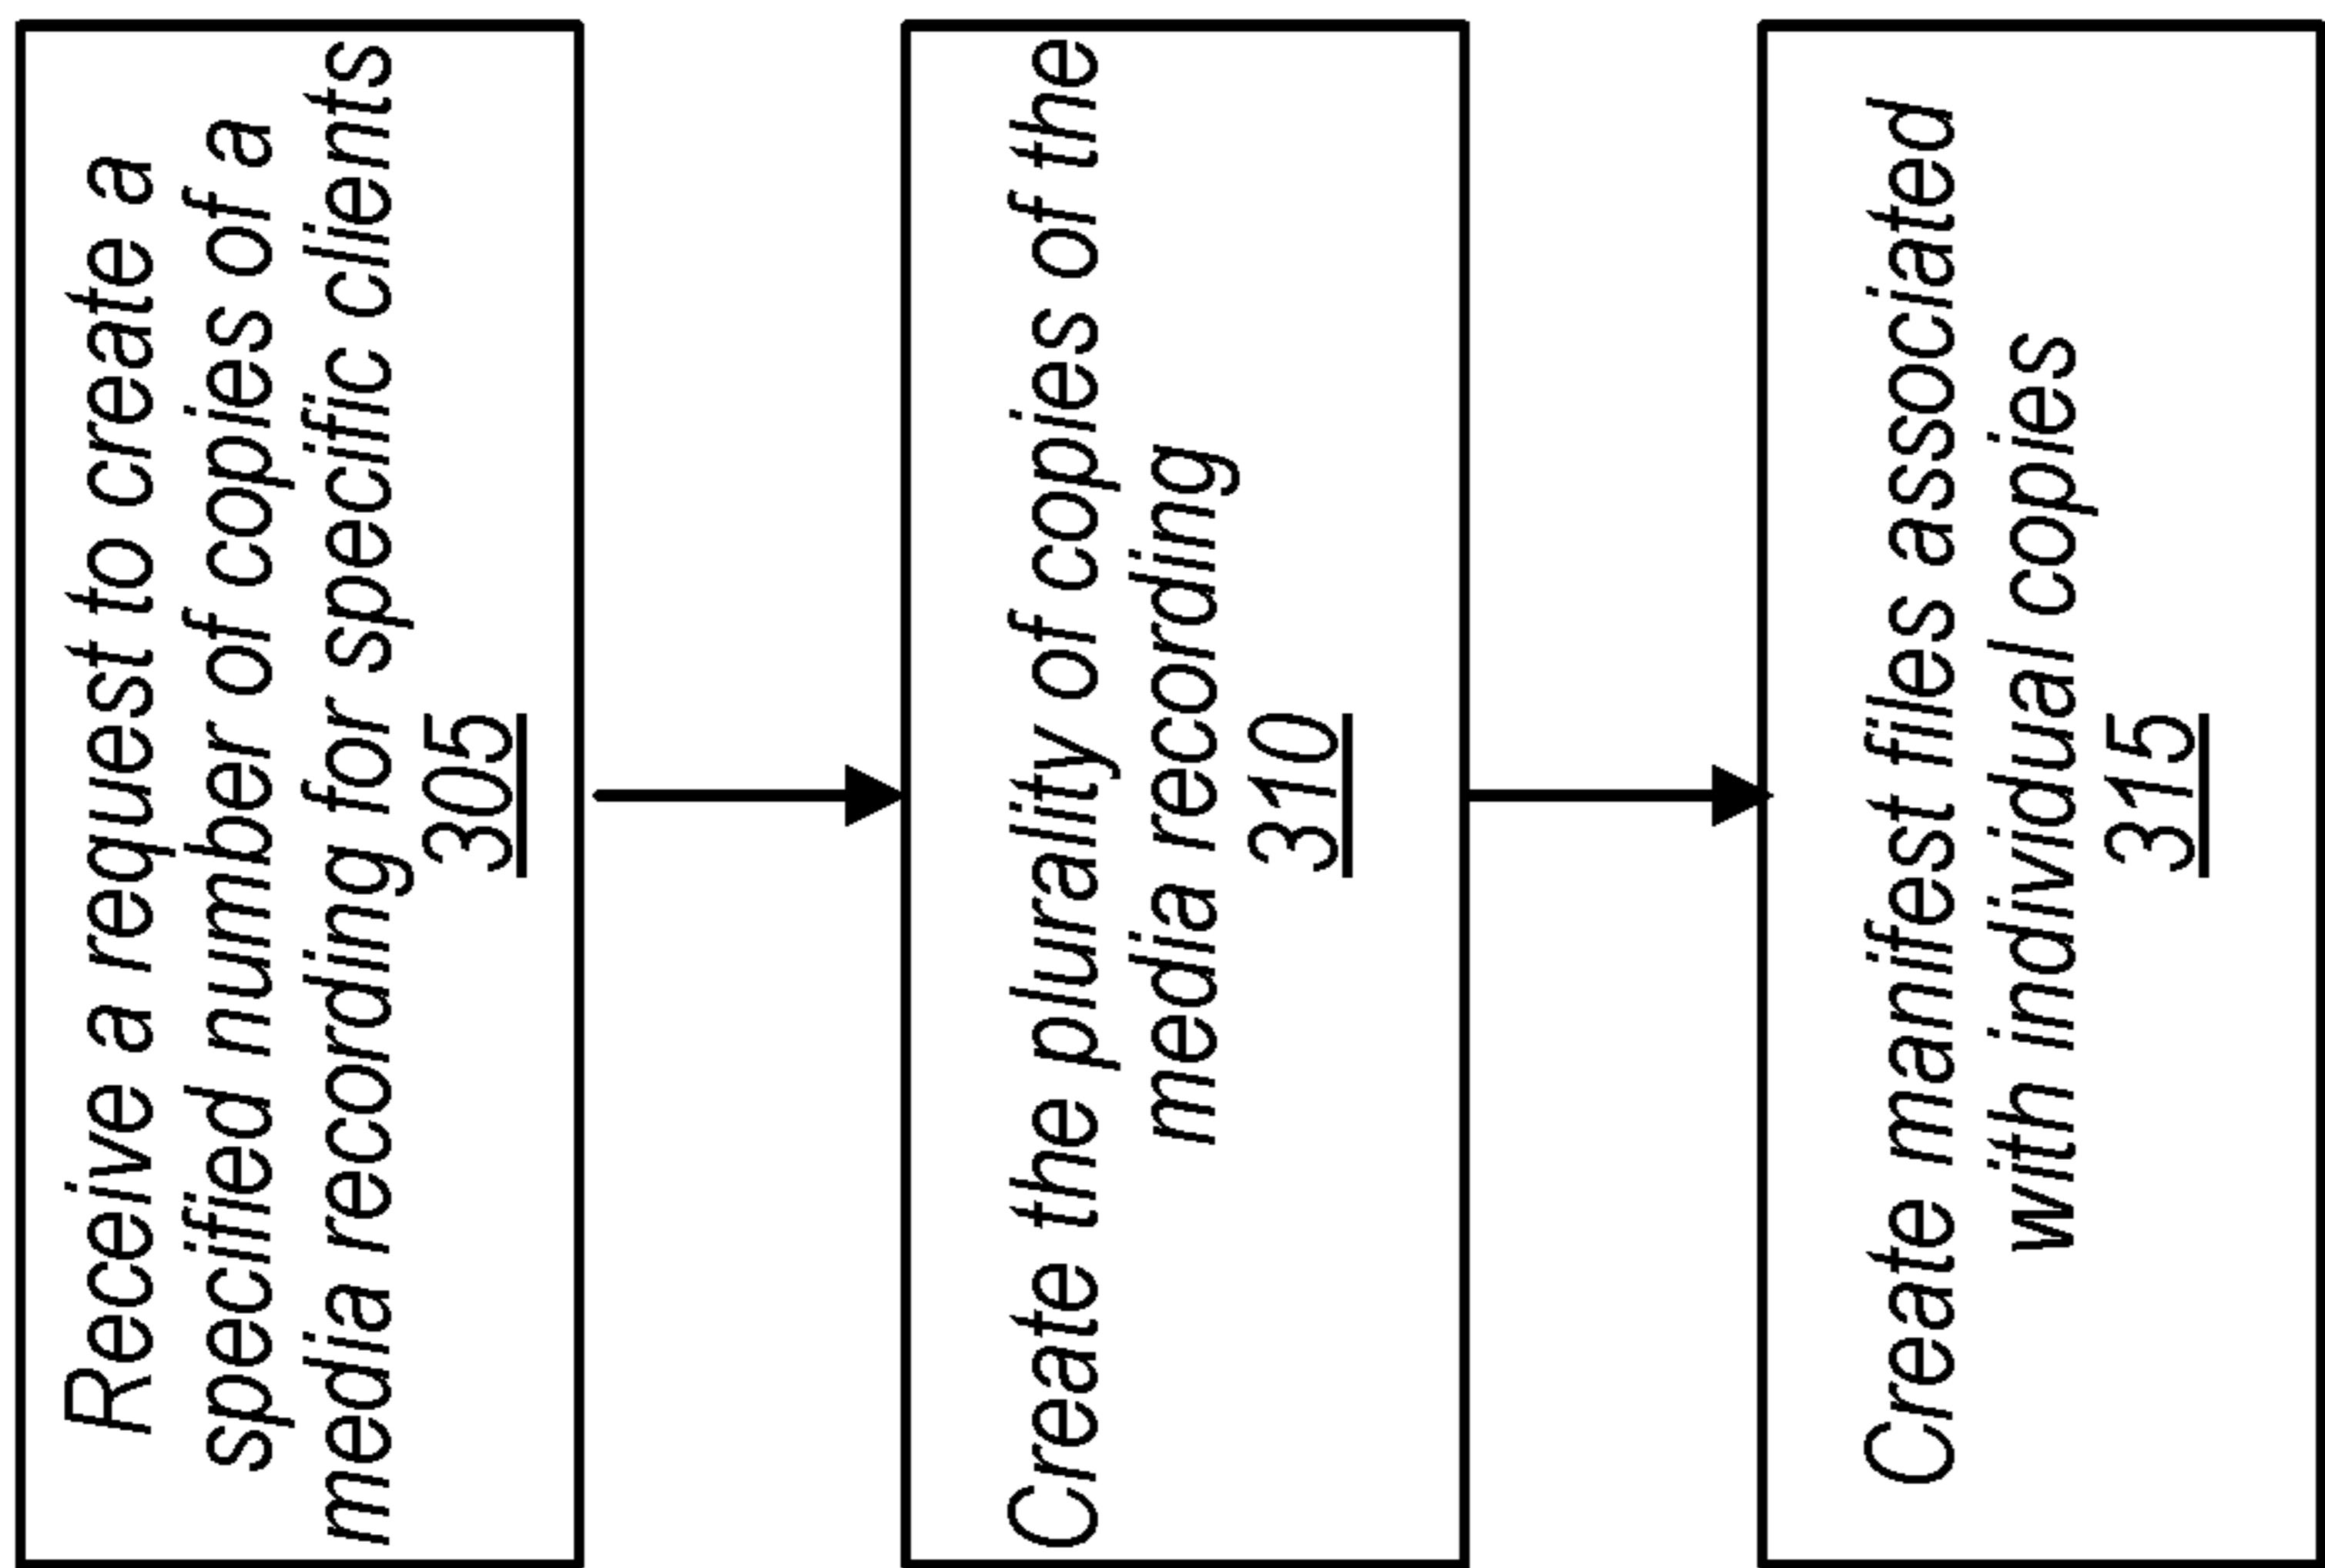 Receive a request to create a
specified number of copies of a
media recording for specific clients
305
Create the plurality of copies of the
media recording
310
Create manifest files associated
with individual copies
315